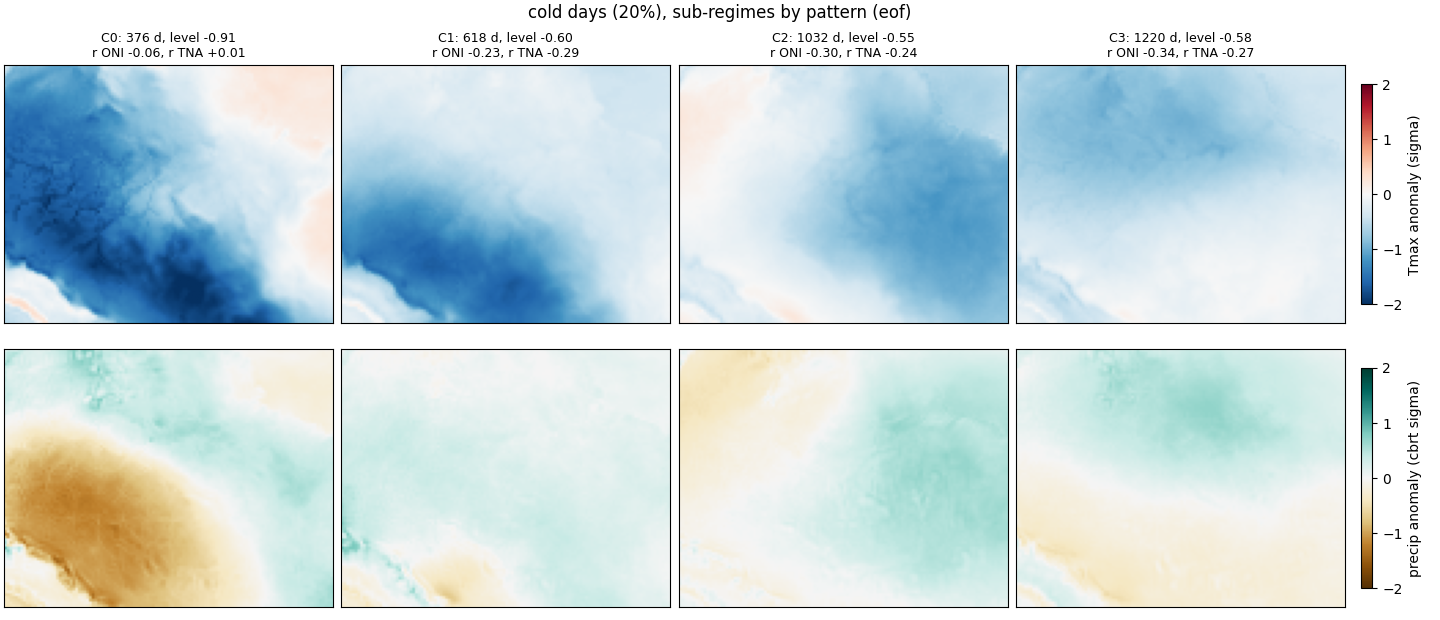 cold days (20%), sub-regimes by pattern (eof)
C0: 376 d, level -0.91
r ONI -0.06, r TNA +0.01
C1: 618 d, level -0.60
r ONI -0.23, r TNA -0.29
C2: 1032 d, level -0.55
r ONI -0.30, r TNA -0.24
C3: 1220 d, level -0.58
r ONI -0.34, r TNA -0.27
2
1
0
−1
−2
Tmax anomaly (sigma)
2
1
0
−1
−2
precip anomaly (cbrt sigma)